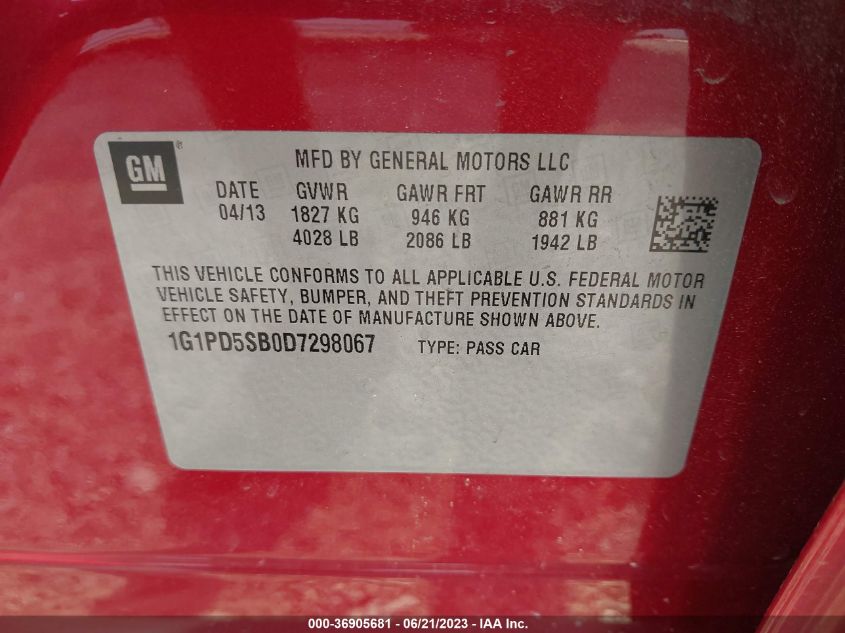 GM ®
MFD BY GENERAL MOTORS LLC
DATE GVWR GAWR FRT GAWR RR
04/13 1827 KG 946 KG 881 KG
4028 LB 2086 LB 1942 LB
THIS VEHICLE CONFORMS TO ALL APPLICABLE U.S. FEDERAL MOTOR
VEHICLE SAFETY, BUMPER, AND THEFT PREVENTION STANDARDS IN
EFFECT ON THE DATE OF MANUFACTURE SHOWN ABOVE.
1G1PD5SB0D7298067 TYPE: PASS CAR
000-36905681 - 06/21/2023 - IAA Inc.